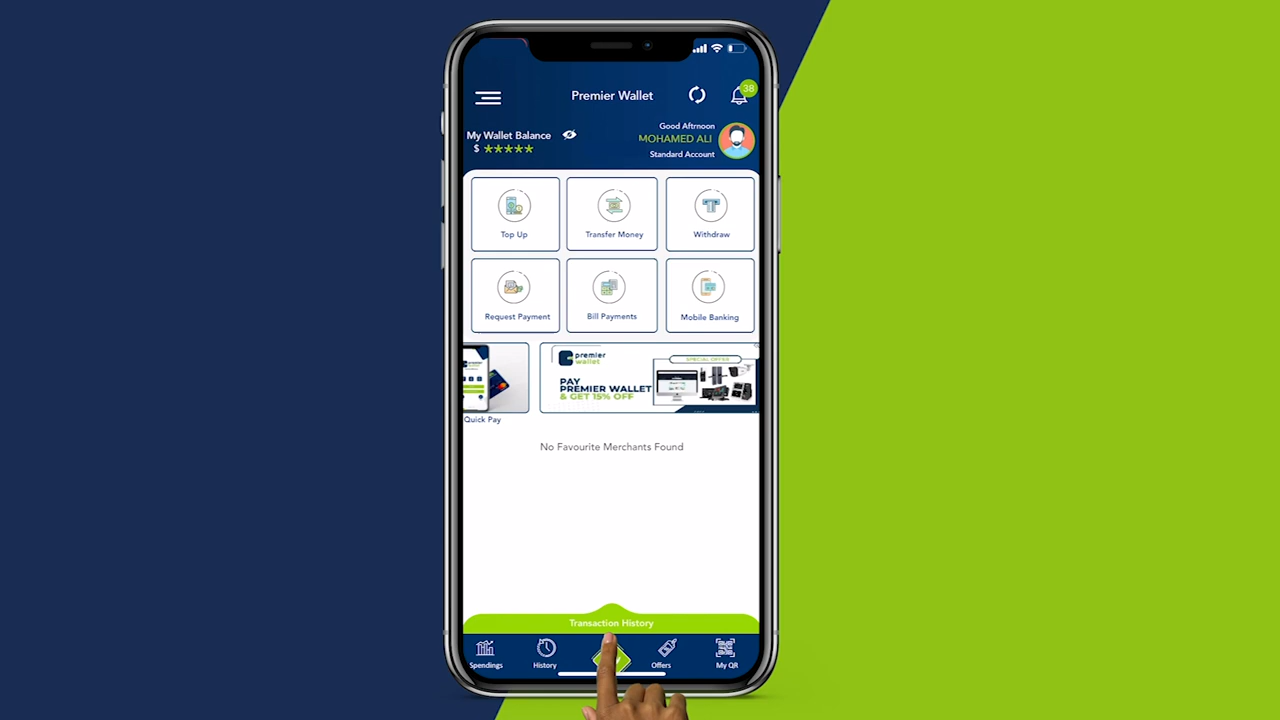 Premier Wallet
38
My Wallet Balance
$ *****
Good Aftrnoon
MOHAMED ALI
Standard Account
Top Up
Transfer Money
Withdraw
Request Payment
Bill Payments
Mobile Banking
premier
wallet
SPECIAL OFFER
PAY
PREMIER WALLET
& GET 15% OFF
Quick Pay
No Favourite Merchants Found
Transaction History
Spendings
History
Offers
My QR